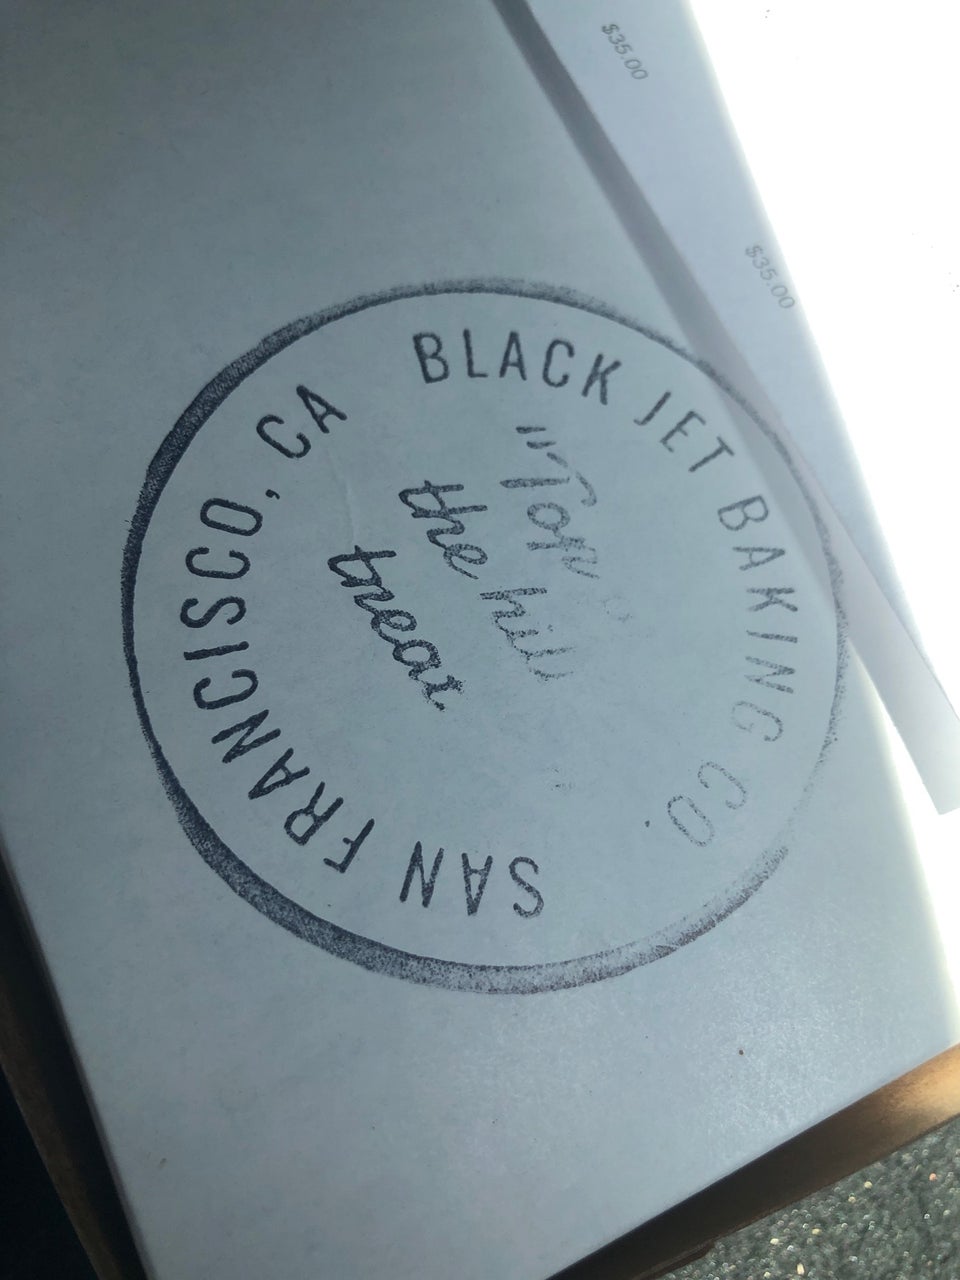 BLACK JET BAKING CO.
"Top
the hill
treat
SAN FRANCISCO, CA
$35.00
$35.00